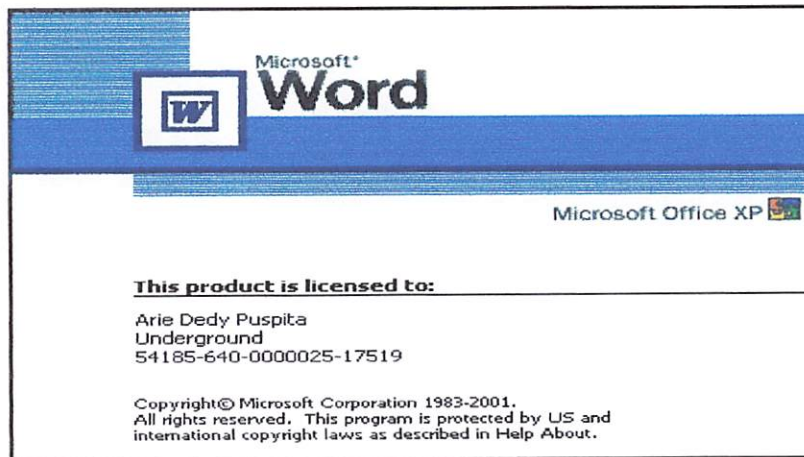 Microsoft®
Word
W
Microsoft Office XP
This product is licensed to:
Arie Dedy Puspita
Underground
54185-640-0000025-17519
Copyright© Microsoft Corporation 1983-2001.
All rights reserved. This program is protected by US and
international copyright laws as described in Help About.